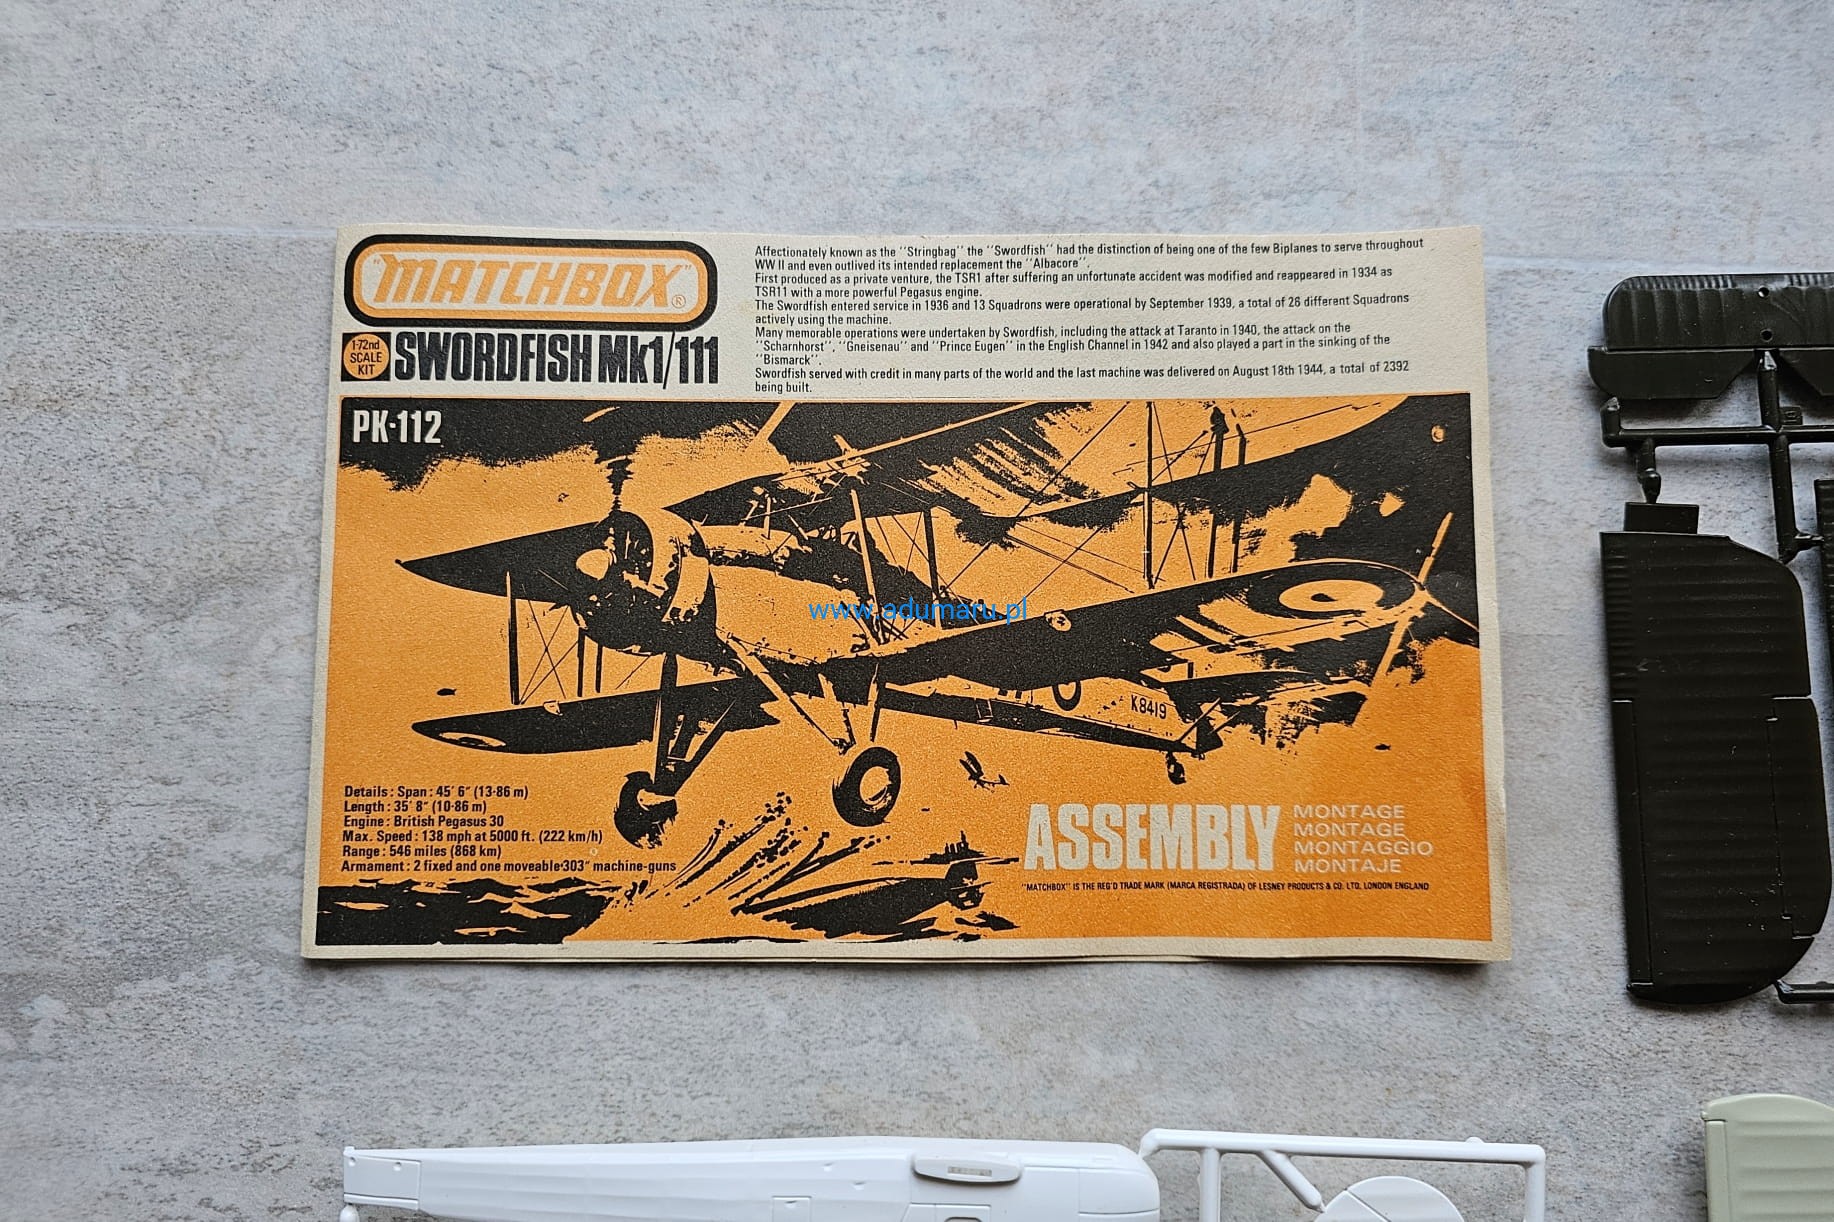 "MATCHBOX" ®
1·72nd
SCALE
KIT
SWORDFISH Mk1/111
Affectionately known as the ''Stringbag' the ''Swordfish'' had the distinction of being one of the few Biplanes to serve throughout
WW II and even outlived its intended replacement the ''Albacore''.
First produced as a private venture, the TSR1 after suffering an unfortunate accident was modified and reappeared in 1934 as
TSR11 with a more powerful Pegasus engine.
The Swordfish entered service in 1936 and 13 Squadrons were operational by September 1939, a total of 26 different Squadrons
actively using the machine.
Many memorable operations were undertaken by Swordfish, including the attack at Taranto in 1940, the attack on the
''Scharnhorst'', ''Gneisenau'' and ''Prince Eugen'' in the English Channel in 1942 and also played a part in the sinking of the
''Bismarck''.
Swordfish served with credit in many parts of the world and the last machine was delivered on August 18th 1944, a total of 2392
being built.
PK·112
www.adumaru.pl
K8419
Details : Span : 45' 6" (13·86 m)
Length : 35' 8" (10·86 m)
Engine : British Pegasus 30
Max. Speed : 138 mph at 5000 ft. (222 km/h)
Range : 546 miles (868 km)
Armament : 2 fixed and one moveable·303" machine-guns
ASSEMBLY
MONTAGE
MONTAGE
MONTAGGIO
MONTAJE
"MATCHBOX" IS THE REG'D TRADE MARK (MARCA REGISTRADA) OF LESNEY PRODUCTS & CO. LTD. LONDON ENGLAND